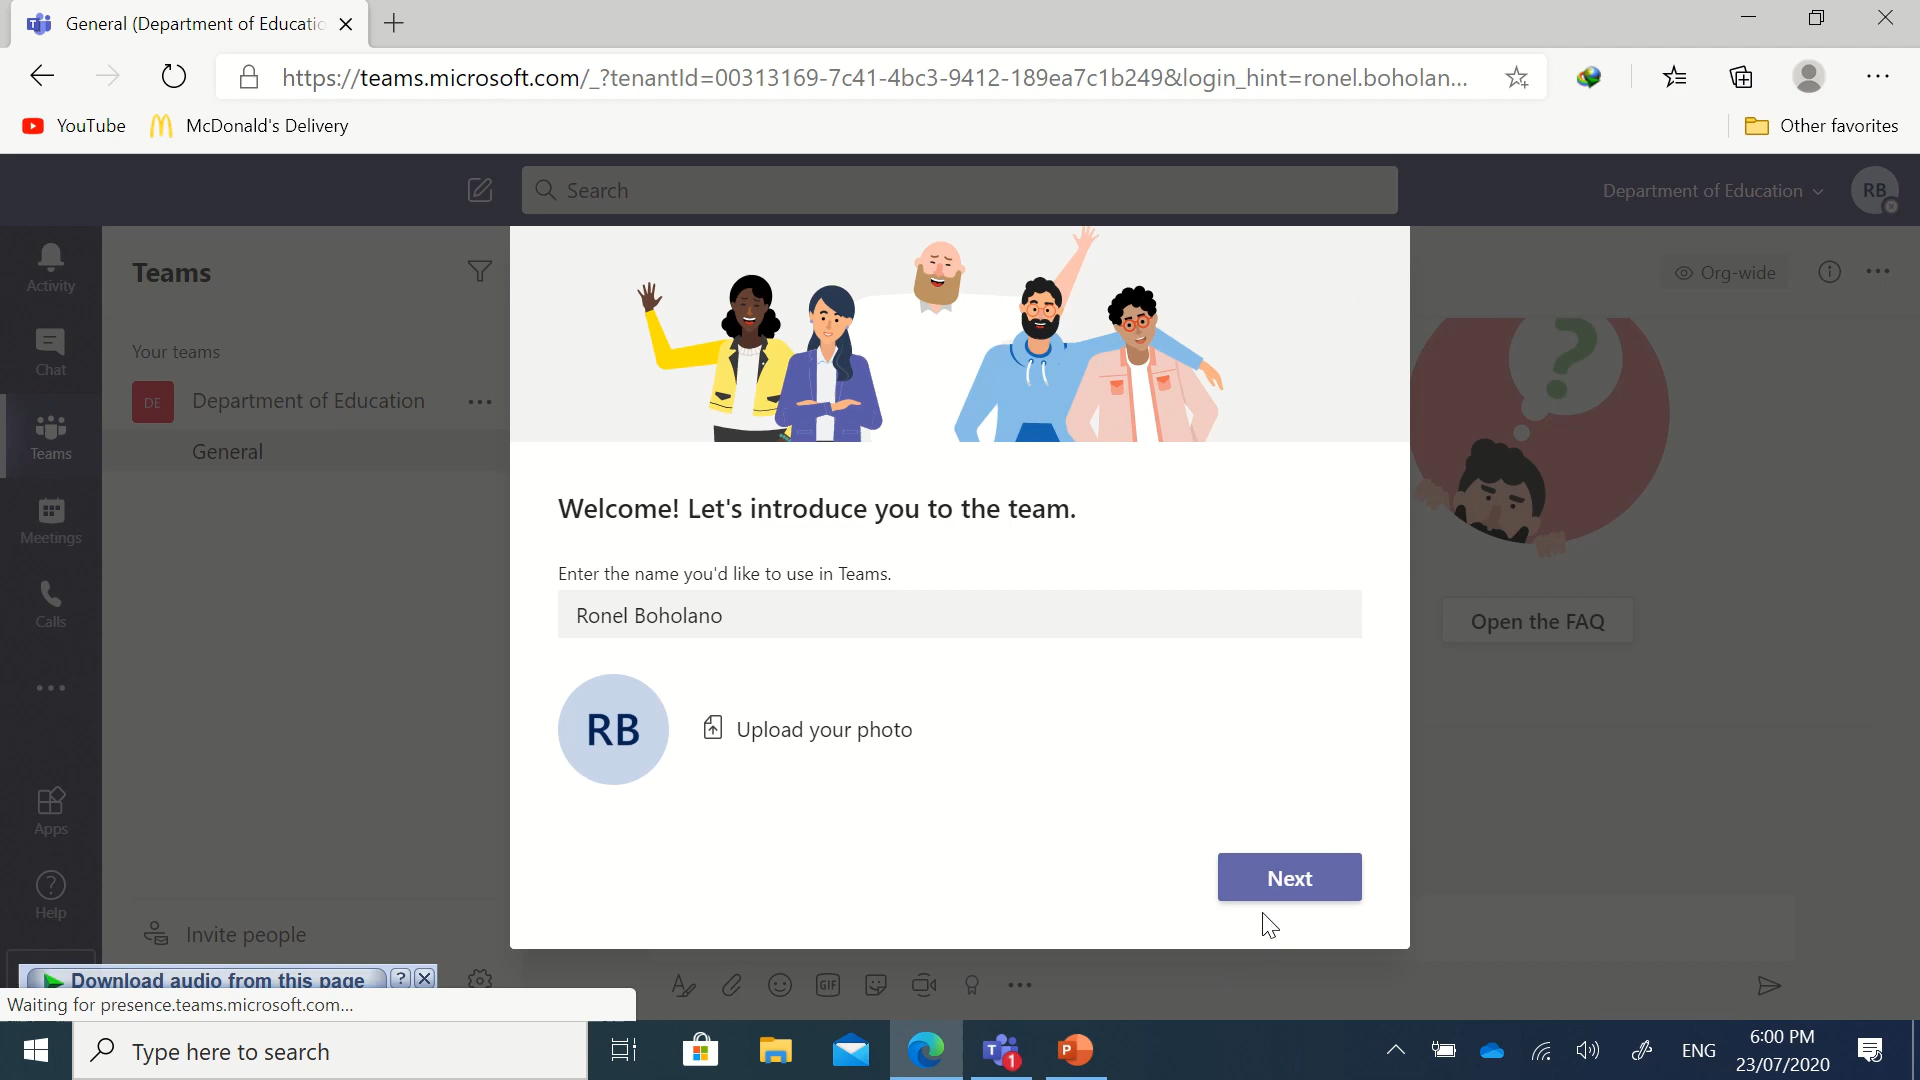 General (Department of Educatio
https://teams.microsoft.com/_?tenantId=00313169-7c41-4bc3-9412-189ea7c1b249&login_hint=ronel.boholan...
YouTube
McDonald's Delivery
Other favorites
Search
Department of Education
RB
Activity
Chat
Teams
Meetings
Calls
Apps
Help
Teams
Your teams
DE
Department of Education
General
Invite people
Org-wide
?
Open the FAQ
Welcome! Let's introduce you to the team.
Enter the name you'd like to use in Teams.
Ronel Boholano
RB
Upload your photo
Next
GIF
Download audio from this page
?
Waiting for presence.teams.microsoft.com...
Type here to search
T
1
P
ENG
6:00 PM
23/07/2020